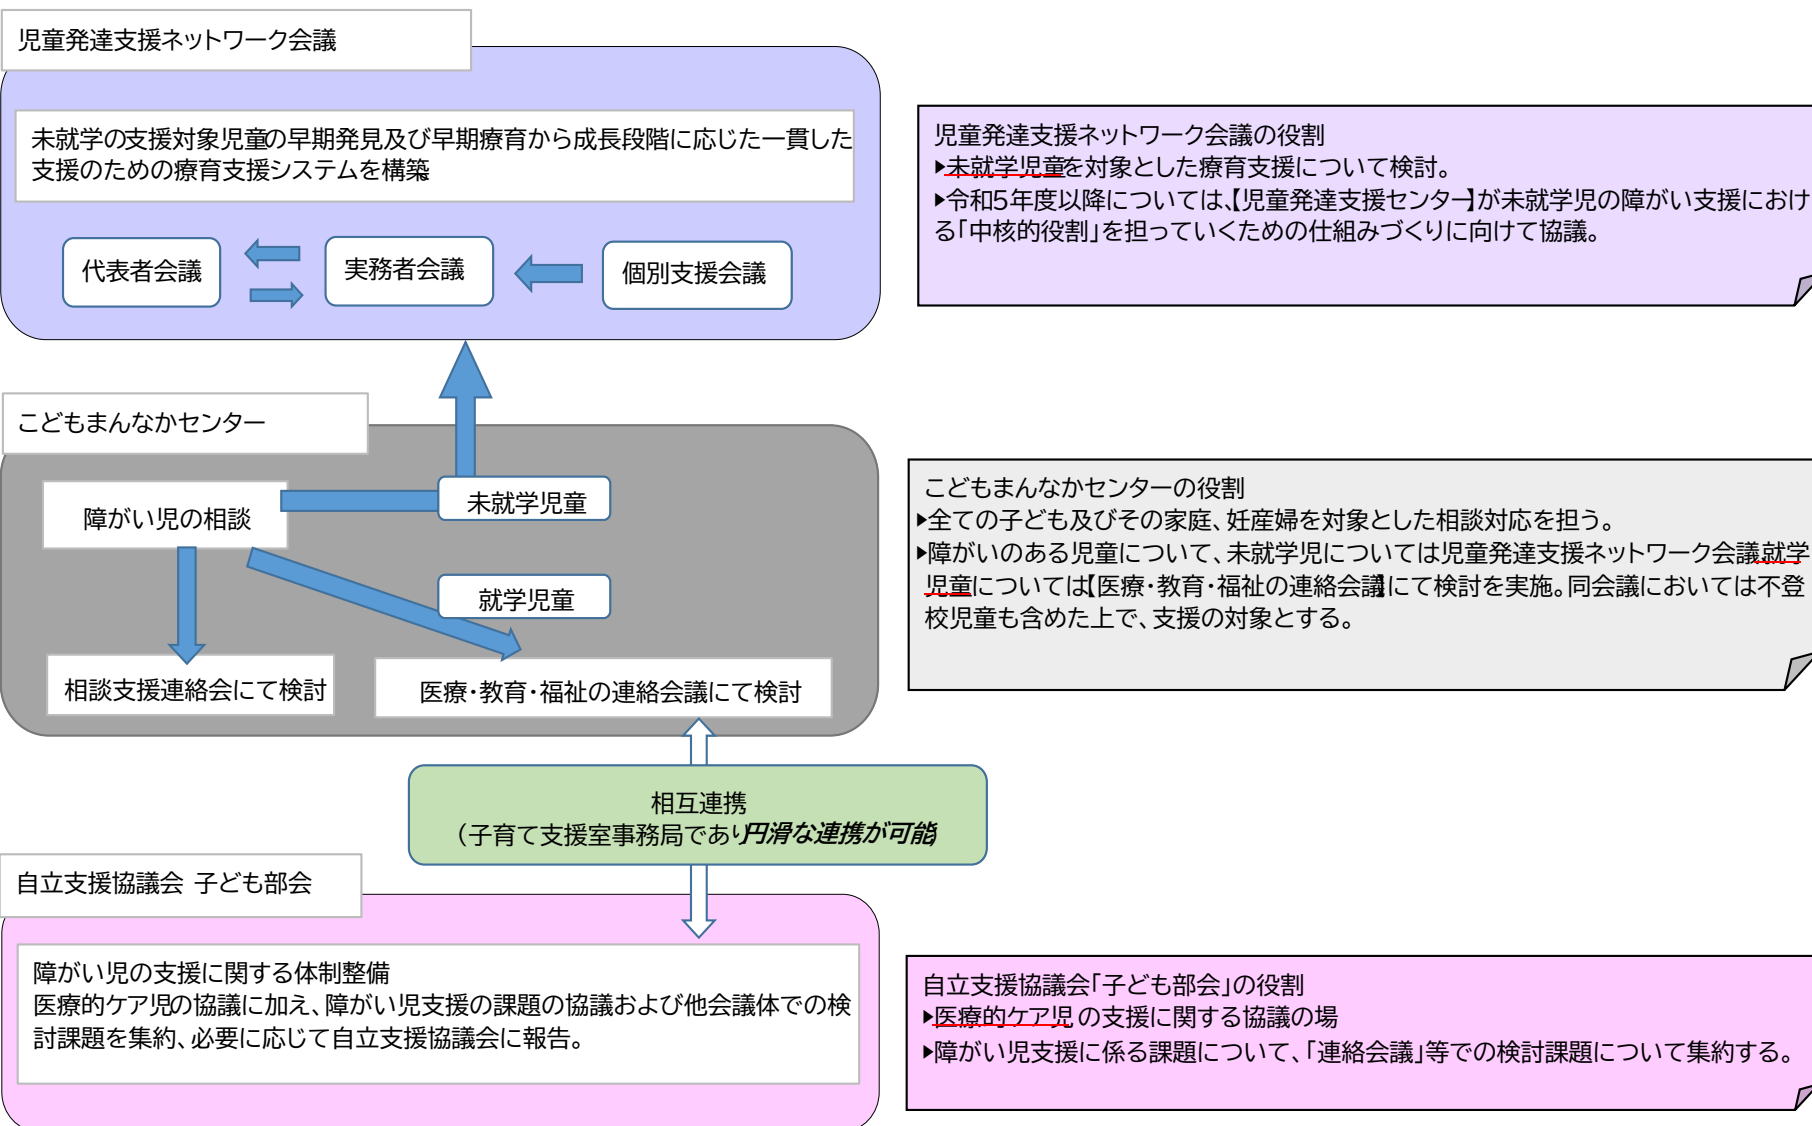 児童発達支援ネットワーク会議
未就学の支援対象児童の早期発見及び早期療育から成長段階に応じた一貫した
支援のための療育支援システムを構築
代表者会議
実務者会議
個別支援会議
児童発達支援ネットワーク会議の役割
▶未就学児童を対象とした療育支援について検討。
▶令和5年度以降については、【児童発達支援センター】が未就学児の障がい支援におけ
る「中核的役割」を担っていくための仕組みづくりに向けて協議。
こどもまんなかセンター
障がい児の相談
未就学児童
就学児童
相談支援連絡会にて検討
医療・教育・福祉の連絡会議にて検討
こどもまんなかセンターの役割
▶全ての子ども及びその家庭、妊産婦を対象とした相談対応を担う。
▶障がいのある児童について、未就学児については児童発達支援ネットワーク会議、就学
児童については【医療・教育・福祉の連絡会議】にて検討を実施。同会議においては不登
校児童も含めた上で、支援の対象とする。
相互連携
（子育て支援室事務局であり円滑な連携が可能）
自立支援協議会 子ども部会
障がい児の支援に関する体制整備
医療的ケア児の協議に加え、障がい児支援の課題の協議および他会議体での検
討課題を集約、必要に応じて自立支援協議会に報告。
自立支援協議会「子ども部会」の役割
▶医療的ケア児の支援に関する協議の場
▶障がい児支援に係る課題について、「連絡会議」等での検討課題について集約する。